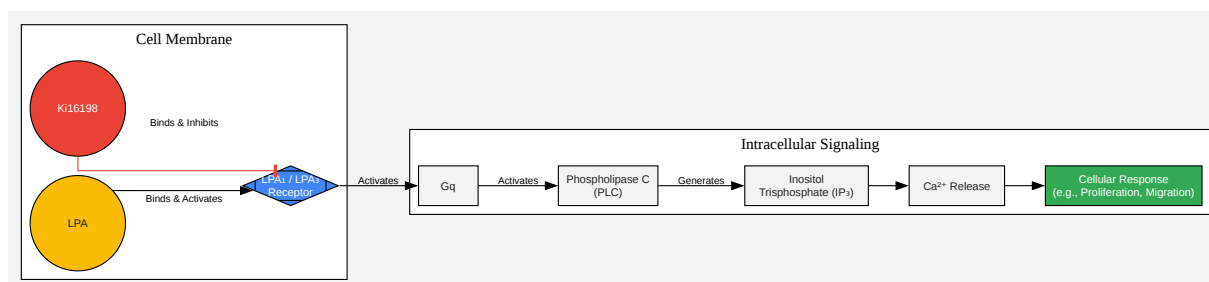 Cell Membrane
Ki16198
Binds & Inhibits
LPA₁ / LPA₃
Receptor
Binds & Activates
LPA
Activates
Intracellular Signaling
Gq
Activates
Phospholipase C
(PLC)
Generates
Inositol
Trisphosphate (IP₃)
Ca²⁺ Release
Cellular Response
(e.g., Proliferation, Migration)